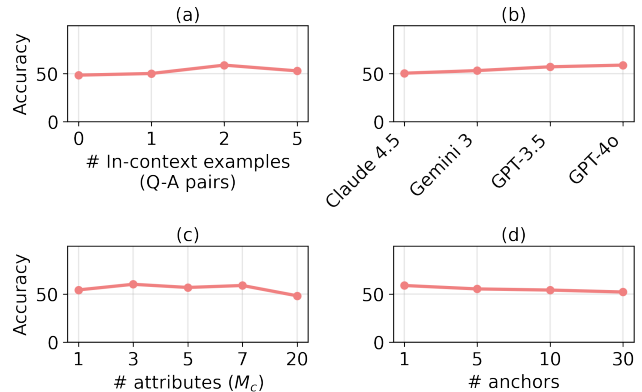 (a)
Accuracy
50
0
0 1 2 5
# In-context examples
(Q-A pairs)
(b)
50
0
Claude 4.5
Gemini 3
GPT-3.5
GPT-4o
(c)
Accuracy
50
0
1 3 5 7 20
# attributes (M_c)
(d)
50
0
1 5 10 30
# anchors